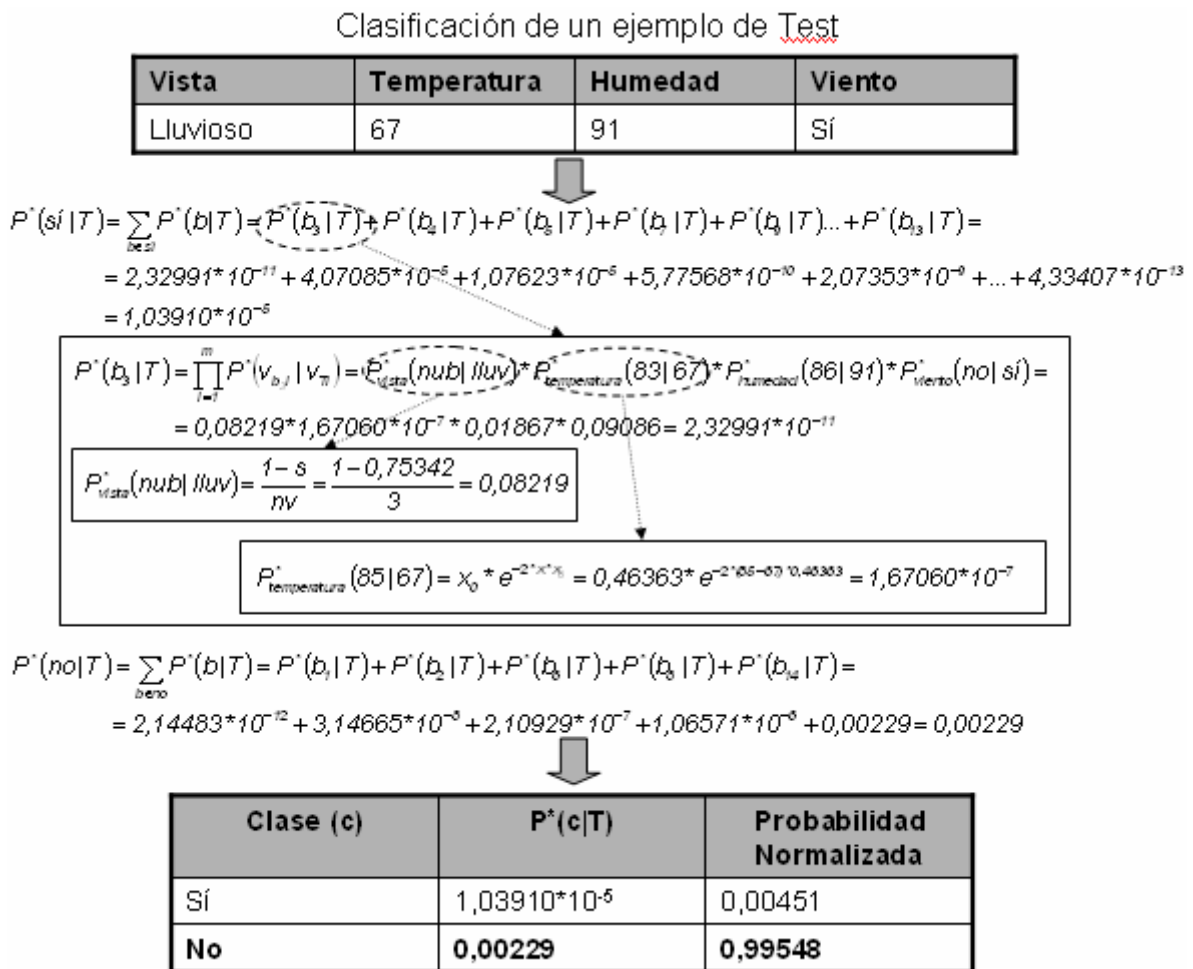 Clasificación de un ejemplo de Test
Vista Temperatura Humedad Viento
Lluvioso 67 91 Sí
P*(sí|T)= ∑ P*(b|T)= P*(b₃|T)+ P*(b₄|T)+ P*(b₅|T)+ P*(b₇|T)+ P*(b₉|T)...+ P*(b₁₃|T)=
= 2,32991*10⁻¹¹ + 4,07085*10⁻⁶ +1,07623*10⁻⁶ +5,77568*10⁻¹⁰ +2,07353*10⁻⁹ +...+4,33407*10⁻¹³
= 1,03910*10⁻⁵
P*(b₃|T)= ∏ P*(v_b,i | v_Ti)= P*vista(nub| lluv)* P*temperatura(83|67)* P*humedad(86|91)* P*viento(no| sí)=
= 0,08219*1,67060*10⁻⁷ * 0,01867* 0,09086= 2,32991*10⁻¹¹
P*vista(nub| lluv)= (1-s)/nv = (1-0,75342)/3 = 0,08219
P*temperatura(85|67)= x₀ * e^(-2*x*x₀) = 0,46363* e^(-2*(85-67)*0,46363) = 1,67060*10⁻⁷
P*(no|T)= ∑ P*(b|T)= P*(b₁|T)+ P*(b₂|T)+ P*(b₆|T)+ P*(b₈|T)+ P*(b₁₄|T)=
= 2,14483*10⁻¹² +3,14665*10⁻⁸ +2,10929*10⁻⁷ +1,06571*10⁻⁶ +0,00229= 0,00229
Clase (c) P*(c|T) Probabilidad
Normalizada
Sí 1,03910*10⁻⁵ 0,00451
No 0,00229 0,99548